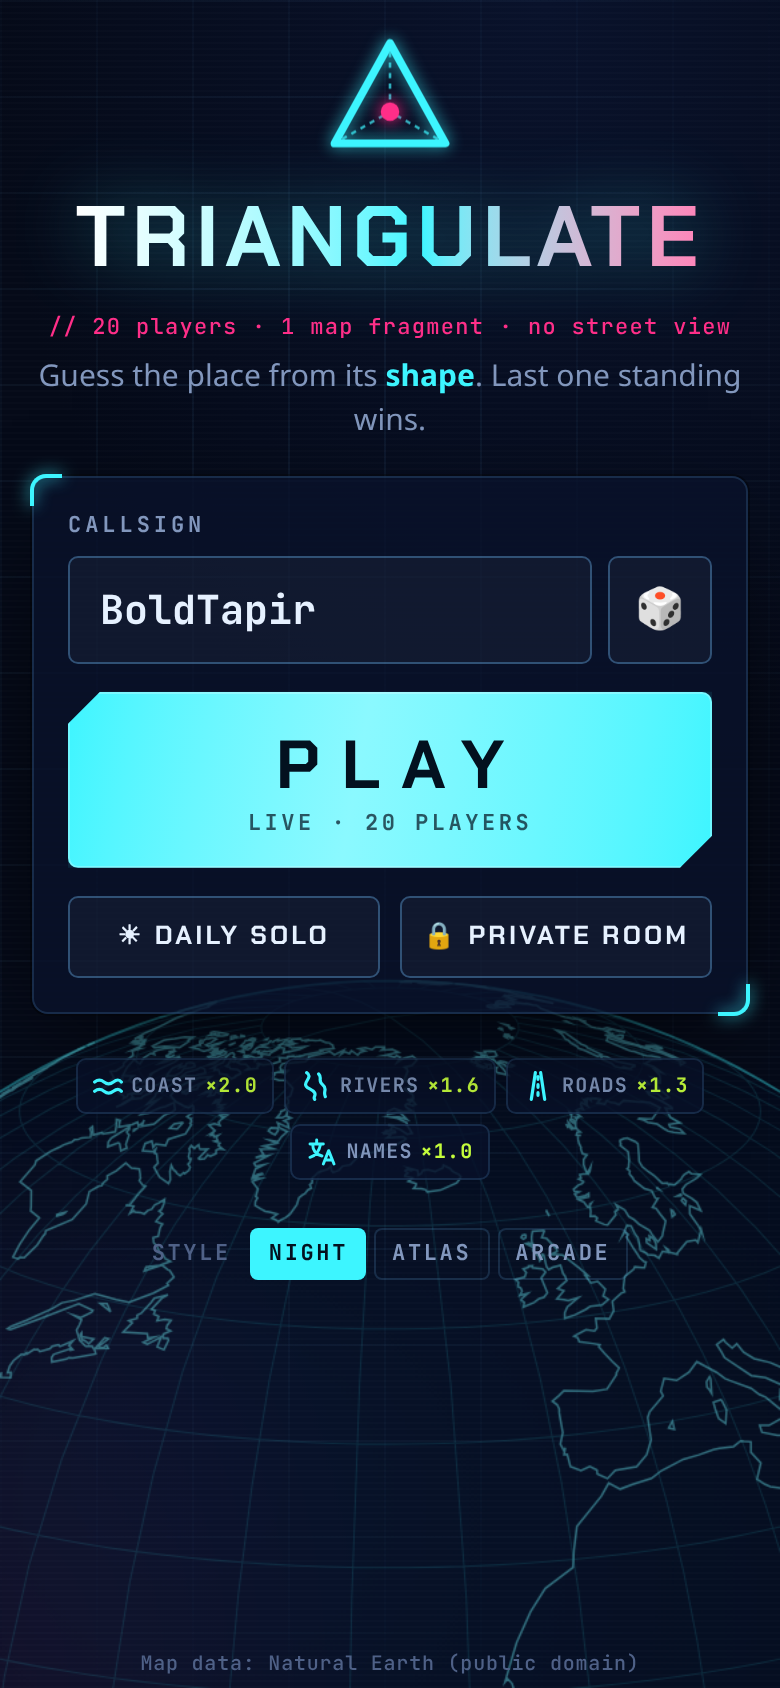 TRIANGULATE
// 20 players · 1 map fragment · no street view
Guess the place from its shape. Last one standing
wins.
CALLSIGN
BoldTapir
PLAY
LIVE · 20 PLAYERS
☀ DAILY SOLO
🔒 PRIVATE ROOM
COAST ×2.0
RIVERS ×1.6
ROADS ×1.3
文A NAMES ×1.0
STYLE NIGHT ATLAS ARCADE
Map data: Natural Earth (public domain)